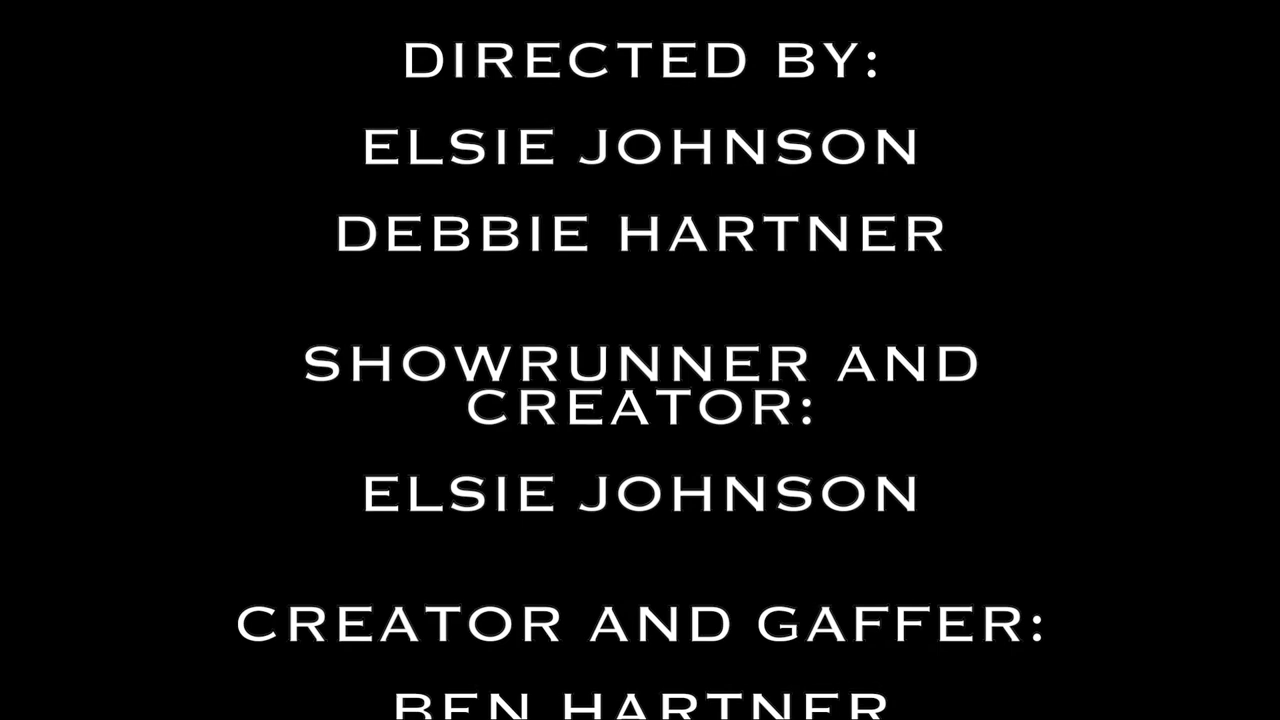 DIRECTED BY:
ELSIE JOHNSON
DEBBIE HARTNER
SHOWRUNNER AND
CREATOR:
ELSIE JOHNSON
CREATOR AND GAFFER:
BEN HARTNER